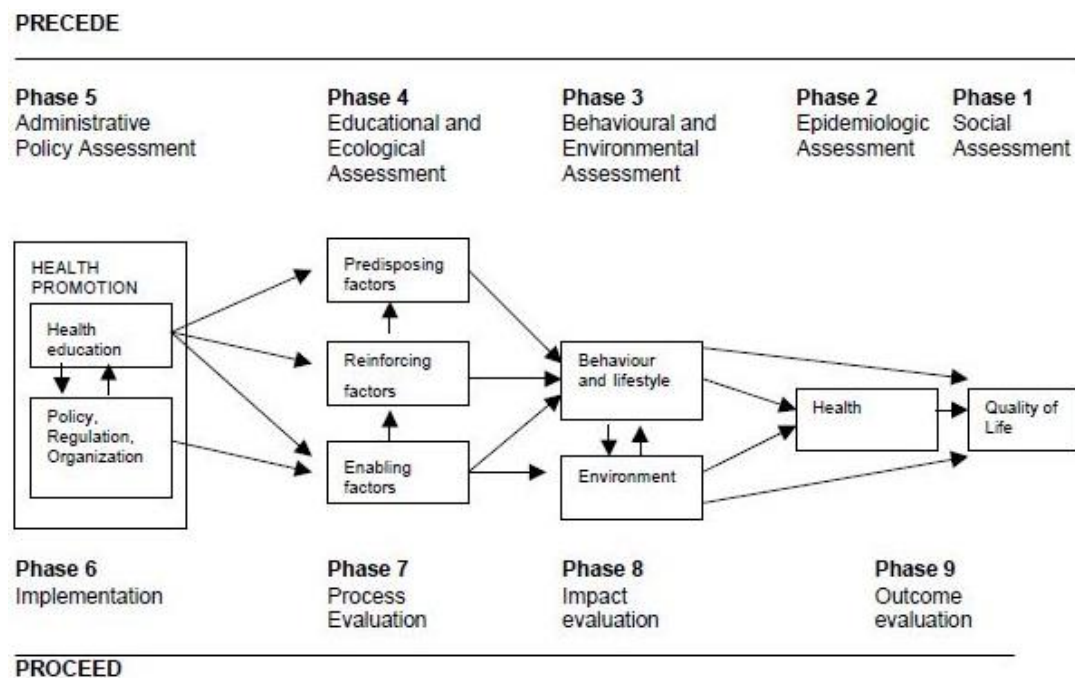 PRECEDE
Phase 5
Administrative
Policy Assessment
Phase 4
Educational and
Ecological
Assessment
Phase 3
Behavioural and
Environmental
Assessment
Phase 2
Epidemiologic
Assessment
Phase 1
Social
Assessment
HEALTH
PROMOTION
Health
education
Policy,
Regulation,
Organization
Predisposing
factors
Reinforcing
factors
Enabling
factors
Behaviour
and lifestyle
Environment
Health
Quality of
Life
Phase 6
Implementation
Phase 7
Process
Evaluation
Phase 8
Impact
evaluation
Phase 9
Outcome
evaluation
PROCEED